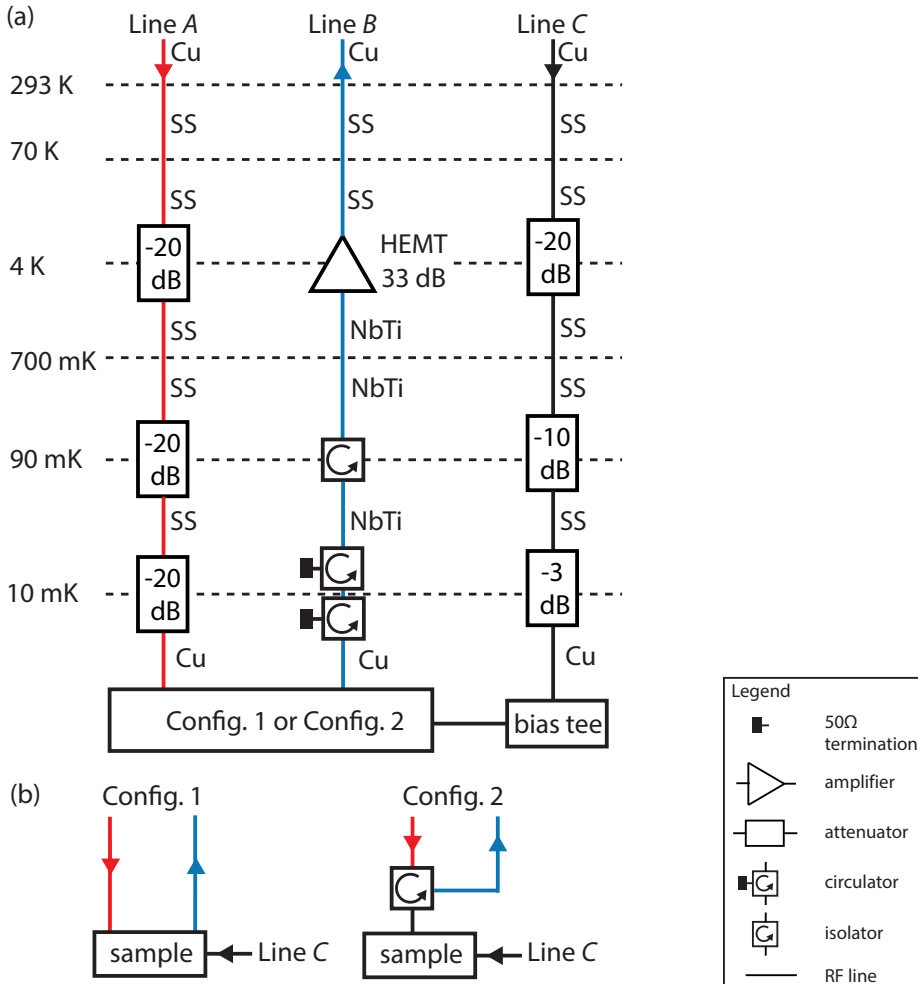 (a)
Line A
Line B
Line C
Cu
Cu
Cu
293 K
SS
SS
SS
70 K
SS
SS
SS
-20
dB
HEMT
33 dB
-20
dB
4 K
SS
NbTi
SS
700 mK
SS
NbTi
SS
-20
dB
-10
dB
90 mK
SS
NbTi
SS
-20
dB
-3
dB
10 mK
Cu
Cu
Cu
Config. 1 or Config. 2
bias tee
(b)
Config. 1
Config. 2
sample
Line C
sample
Line C
Legend
50Ω
termination
amplifier
attenuator
circulator
isolator
RF line